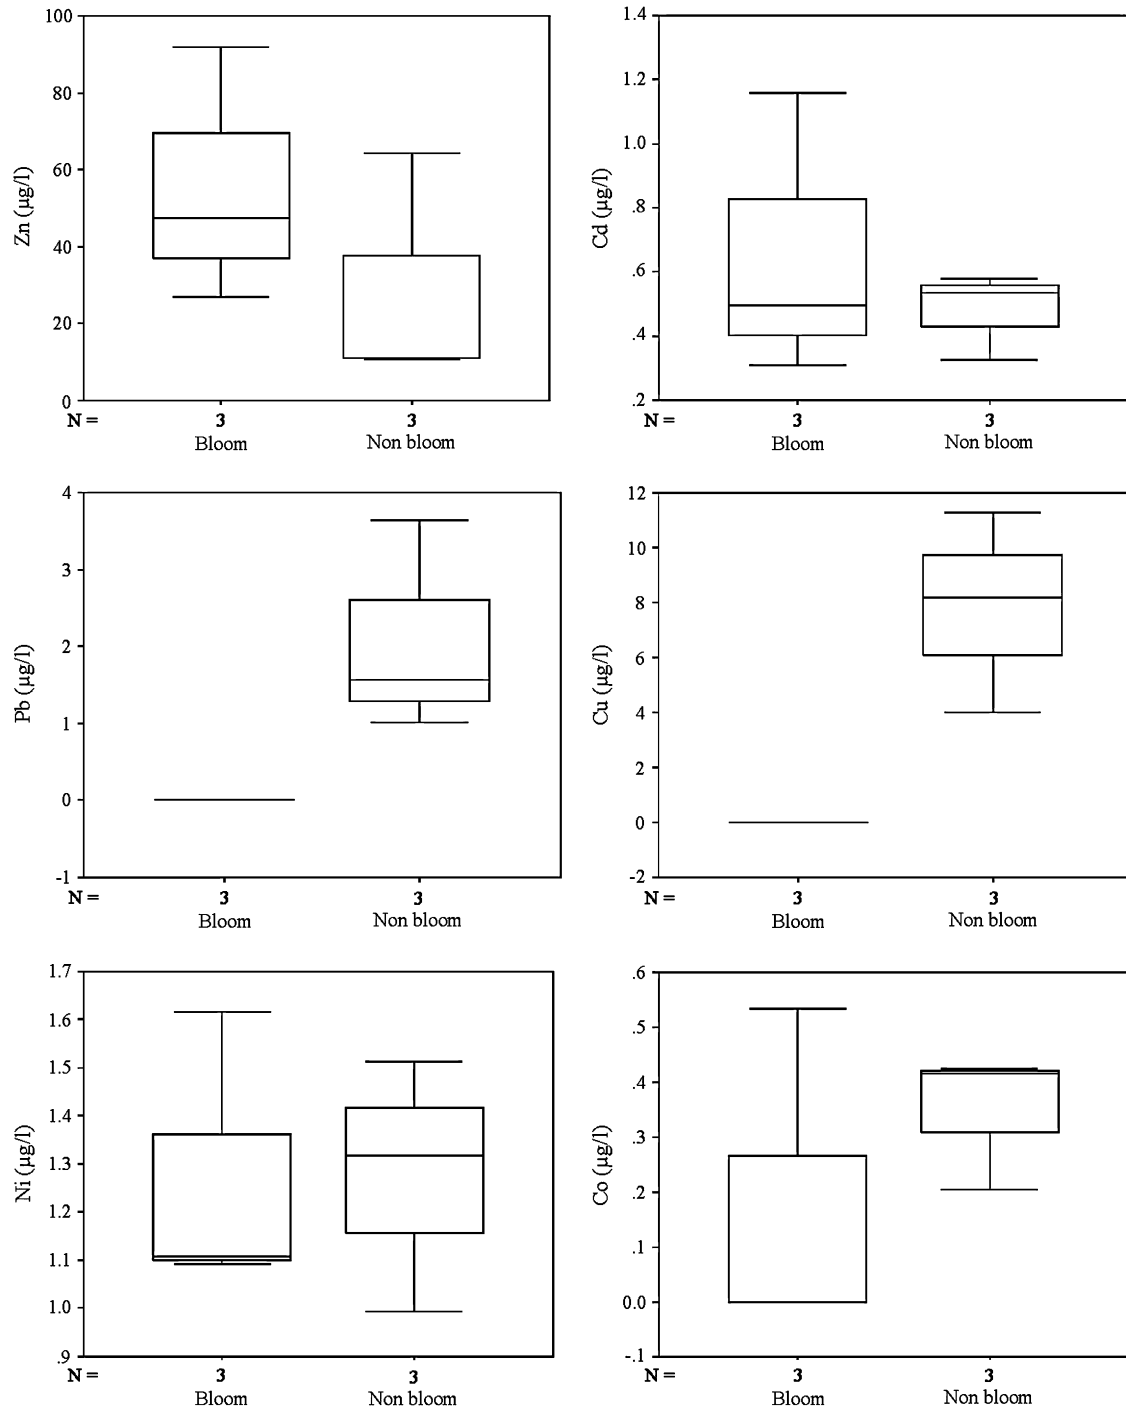 100
80
60
40
20
0
Zn (µg/l)
N = 3 3
Bloom Non bloom
1.4
1.2
1.0
.8
.6
.4
.2
Cd (µg/l)
3 3
Bloom Non bloom
4
3
2
1
0
-1
Pb (µg/l)
N = 3 3
Bloom Non bloom
12
10
8
6
4
2
0
-2
Cu (µg/l)
N = 3 3
Bloom Non bloom
1.7
1.6
1.5
1.4
1.3
1.2
1.1
1.0
.9
Ni (µg/l)
N = 3 3
Bloom Non bloom
.6
.5
.4
.3
.2
.1
0.0
-.1
Co (µg/l)
N = 3 3
Bloom Non bloom